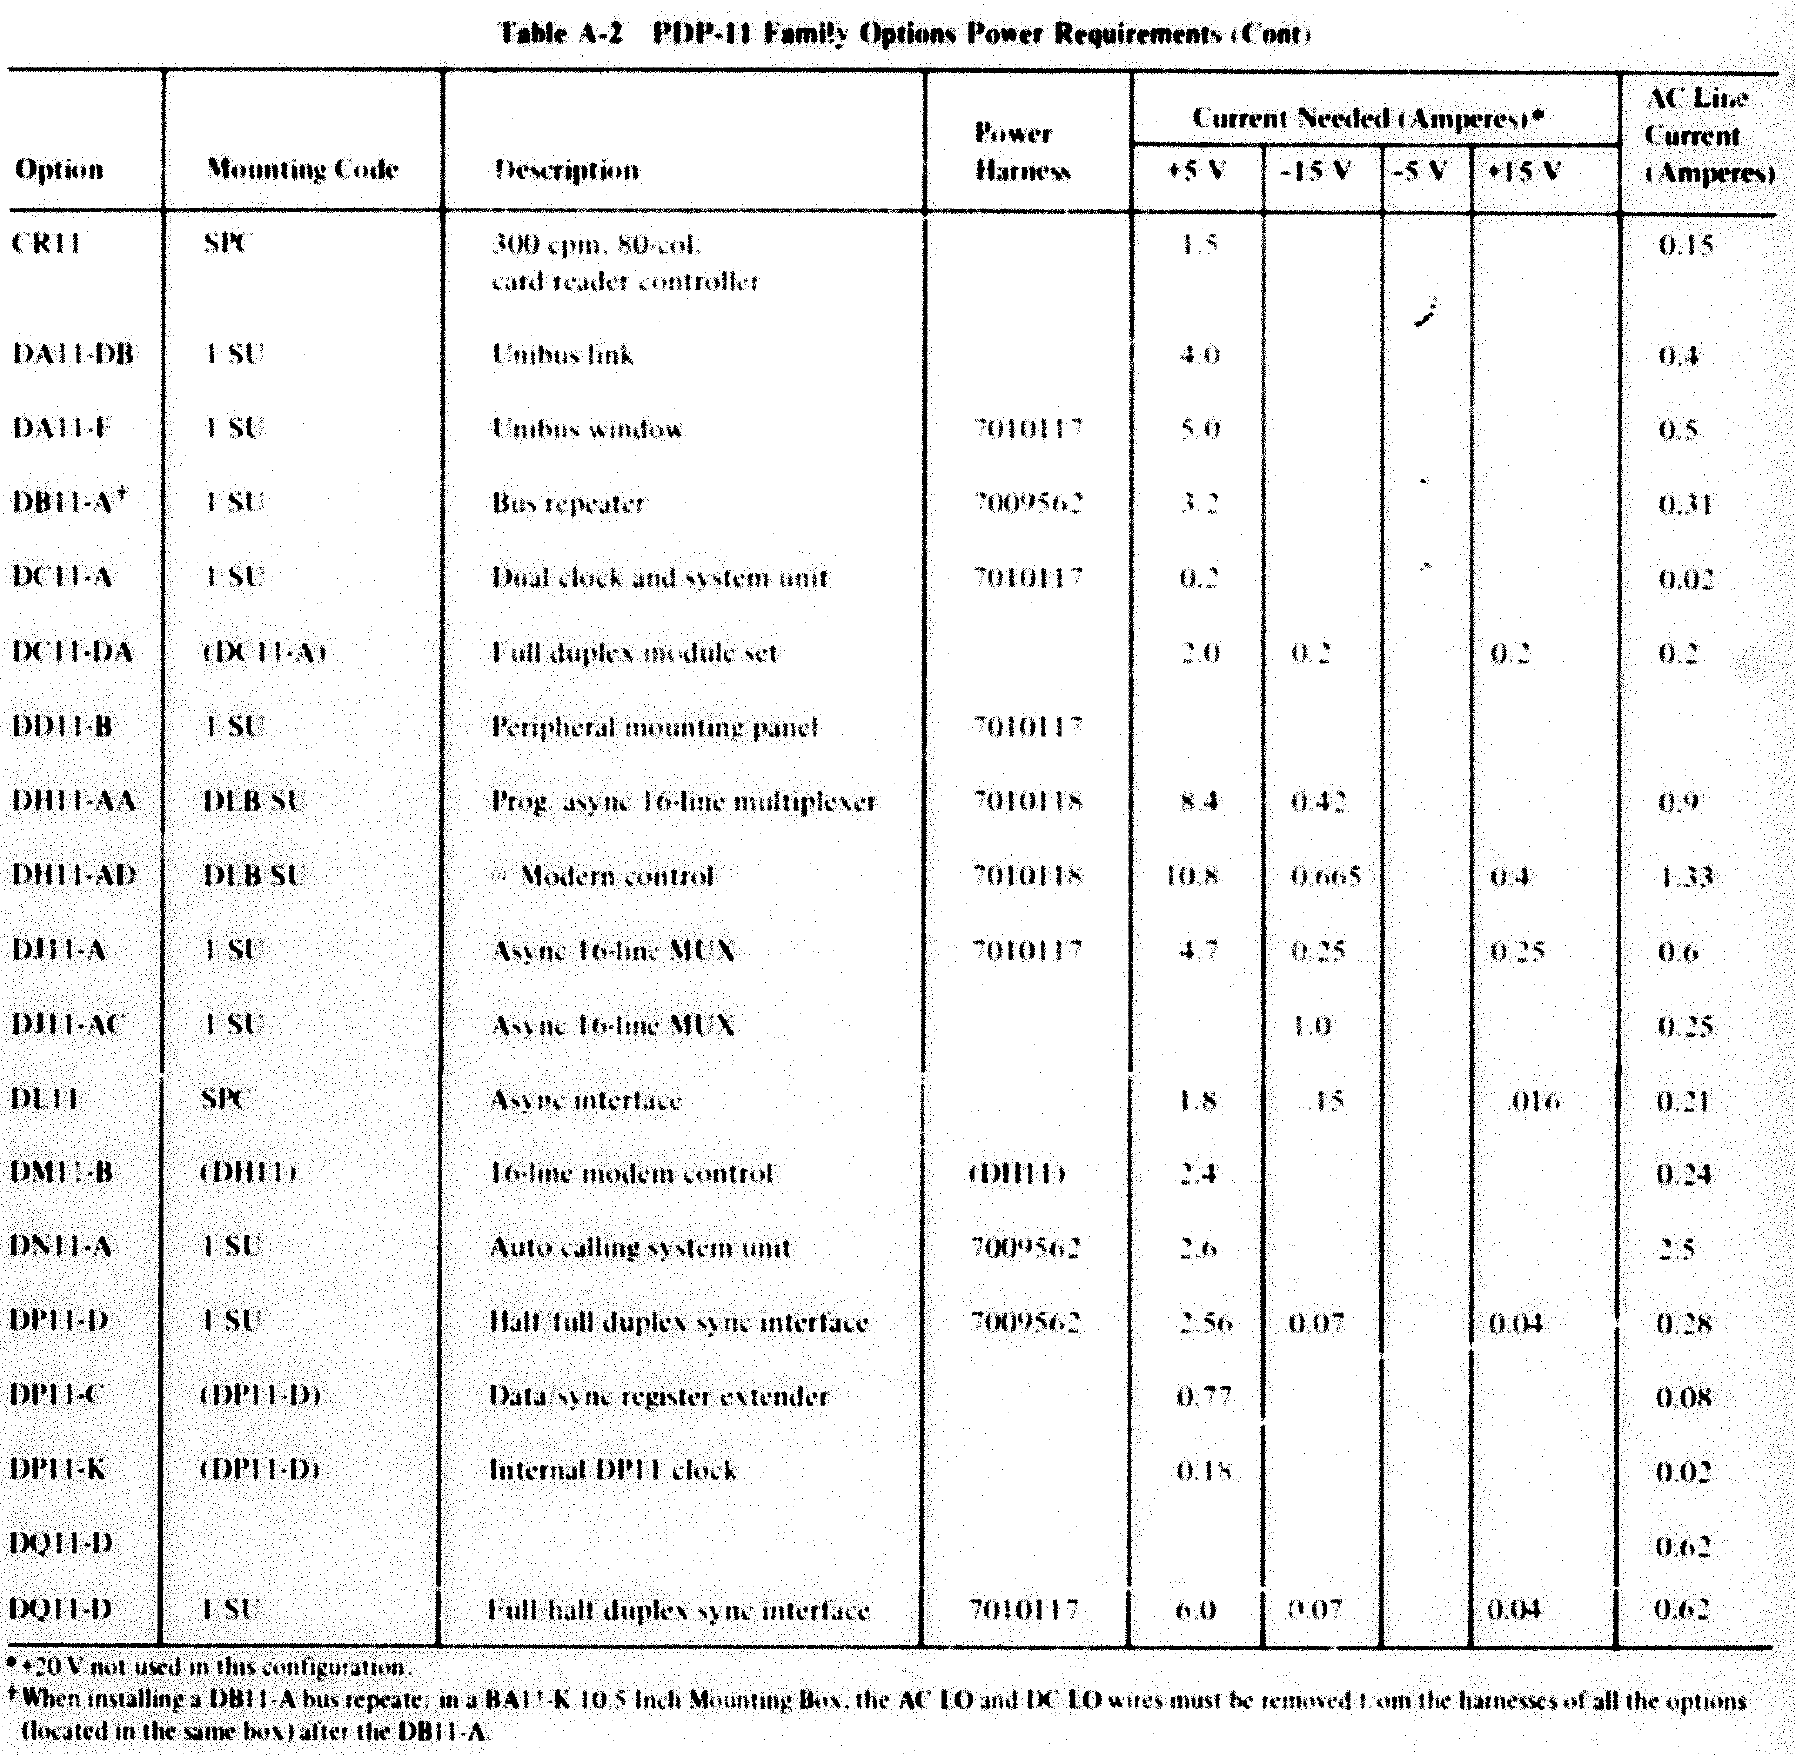 Table A-2 PDP-11 Family Options Power Requirements (Cont)
Option Mounting Code Description Power Harness Current Needed (Amperes)* AC Line Current (Amperes)
+5 V -15 V -5 V +15 V
CR11 SPC 300 cpm, 80-col. 1.5 0.15
card reader controller
DA11-DB 1 SU Unibus link 4.0 0.4
DA11-F 1 SU Unibus window 7010117 5.0 0.5
DB11-A† 1 SU Bus repeater 7009562 3.2 0.31
DC11-A 1 SU Dual clock and system unit 7010117 0.2 0.02
DC11-DA (DC11-A) Full duplex module set 2.0 0.2 0.2 0.2
DD11-B 1 SU Peripheral mounting panel 7010117
DH11-AA DLB SU Prog. async 16-line multiplexer 7010118 8.4 0.42 0.9
DH11-AD DLB SU Modern control 7010118 10.8 0.665 0.4 1.33
DJ11-A 1 SU Async 16-line MUX 7010117 4.7 0.25 0.25 0.6
DJ11-AC 1 SU Async 16-line MUX 1.0 0.25
DL11 SPC Async interface 1.8 .15 .016 0.21
DM11-B (DH11) 16-line modem control (DH11) 2.4 0.24
DN11-A 1 SU Auto calling system unit 7009562 2.6 2.5
DP11-D 1 SU Half/full duplex sync interface 7009562 2.56 0.07 0.04 0.28
DP11-C (DP11-D) Data/sync register extender 0.77 0.08
DP11-K (DP11-D) Internal DP11 clock 0.18 0.02
DQ11-D 0.62
DQ11-D 1 SU Full/half duplex sync interface 7010117 6.0 0.07 0.04 0.62
*+20 V not used in this configuration.
†When installing a DB11-A bus repeater in a BA11-K 10.5 Inch Mounting Box, the AC LO and DC LO wires must be removed from the harnesses of all the options
(located in the same box) after the DB11-A.